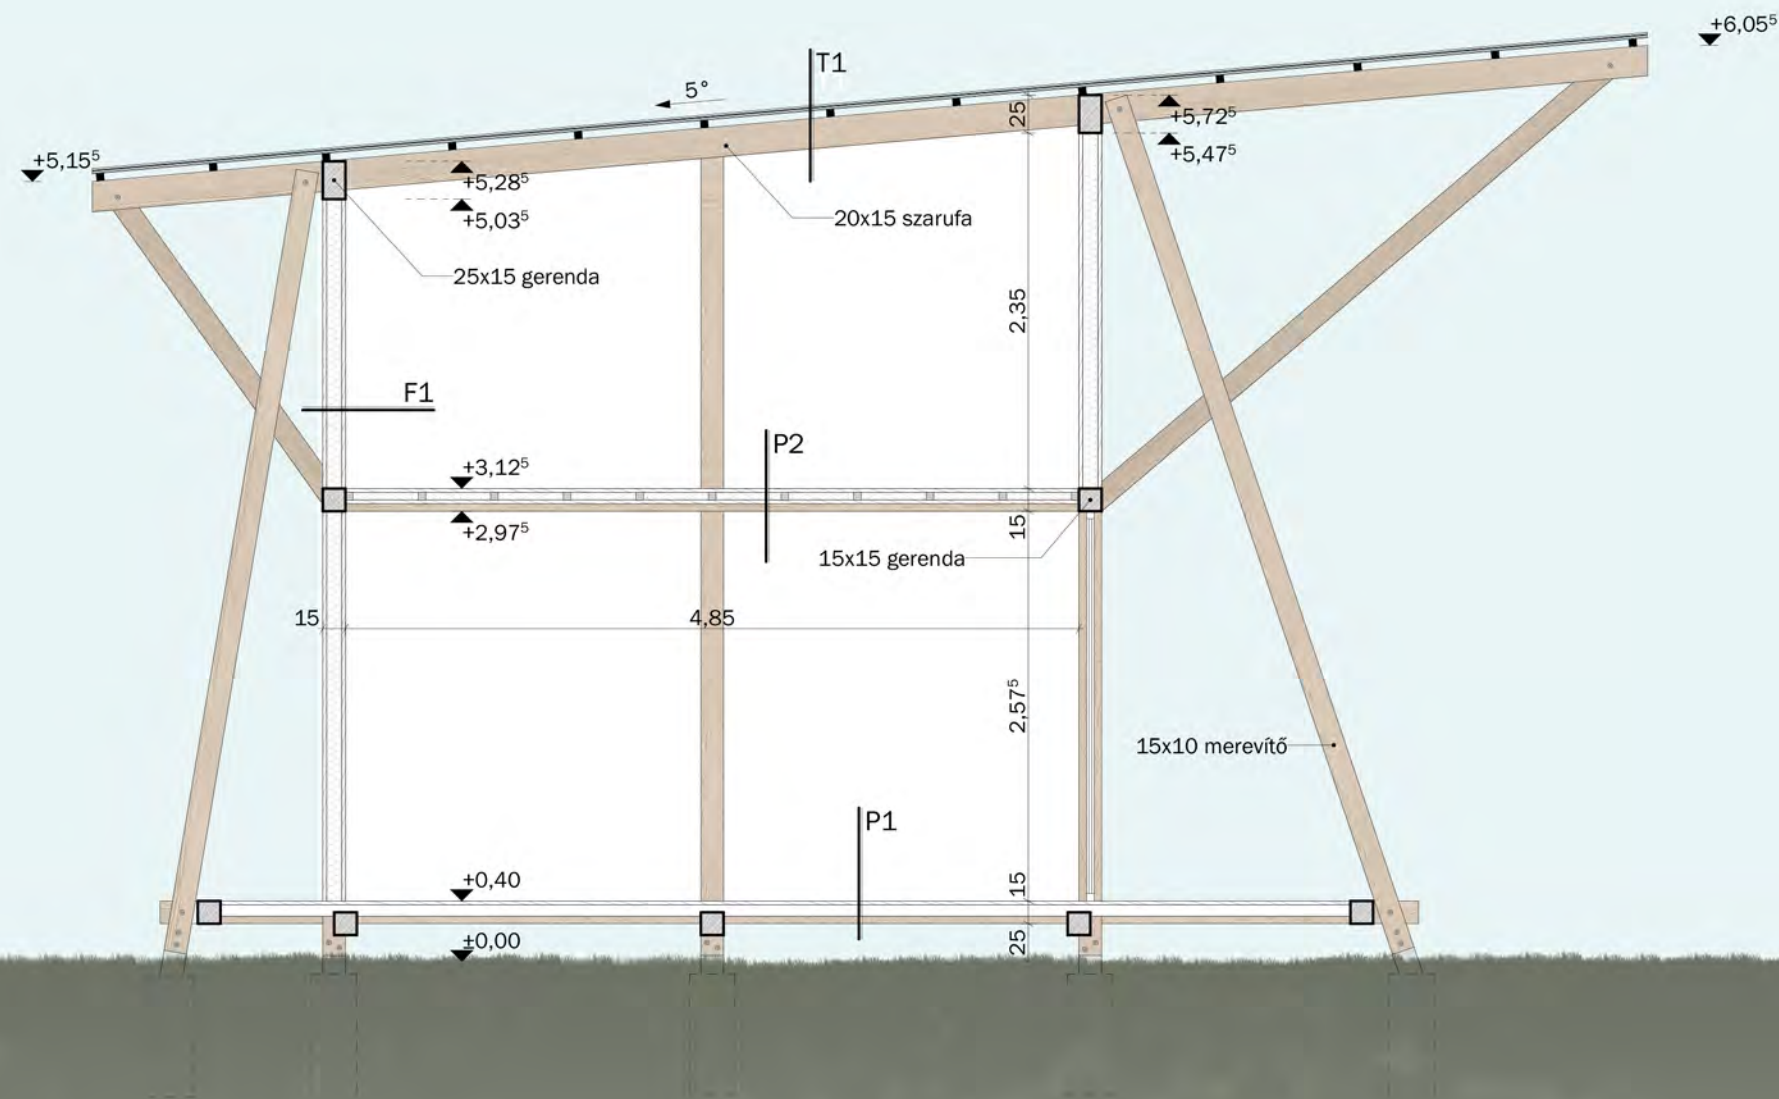 +6,05⁵
T1
5°
25
+5,72⁵
+5,47⁵
+5,15⁵
+5,28⁵
+5,03⁵
20x15 szarufa
25x15 gerenda
2,35
F1
P2
+3,12⁵
+2,97⁵
15
15x15 gerenda
15
4,85
2,57⁵
15x10 merevítő
P1
+0,40
15
±0,00
25